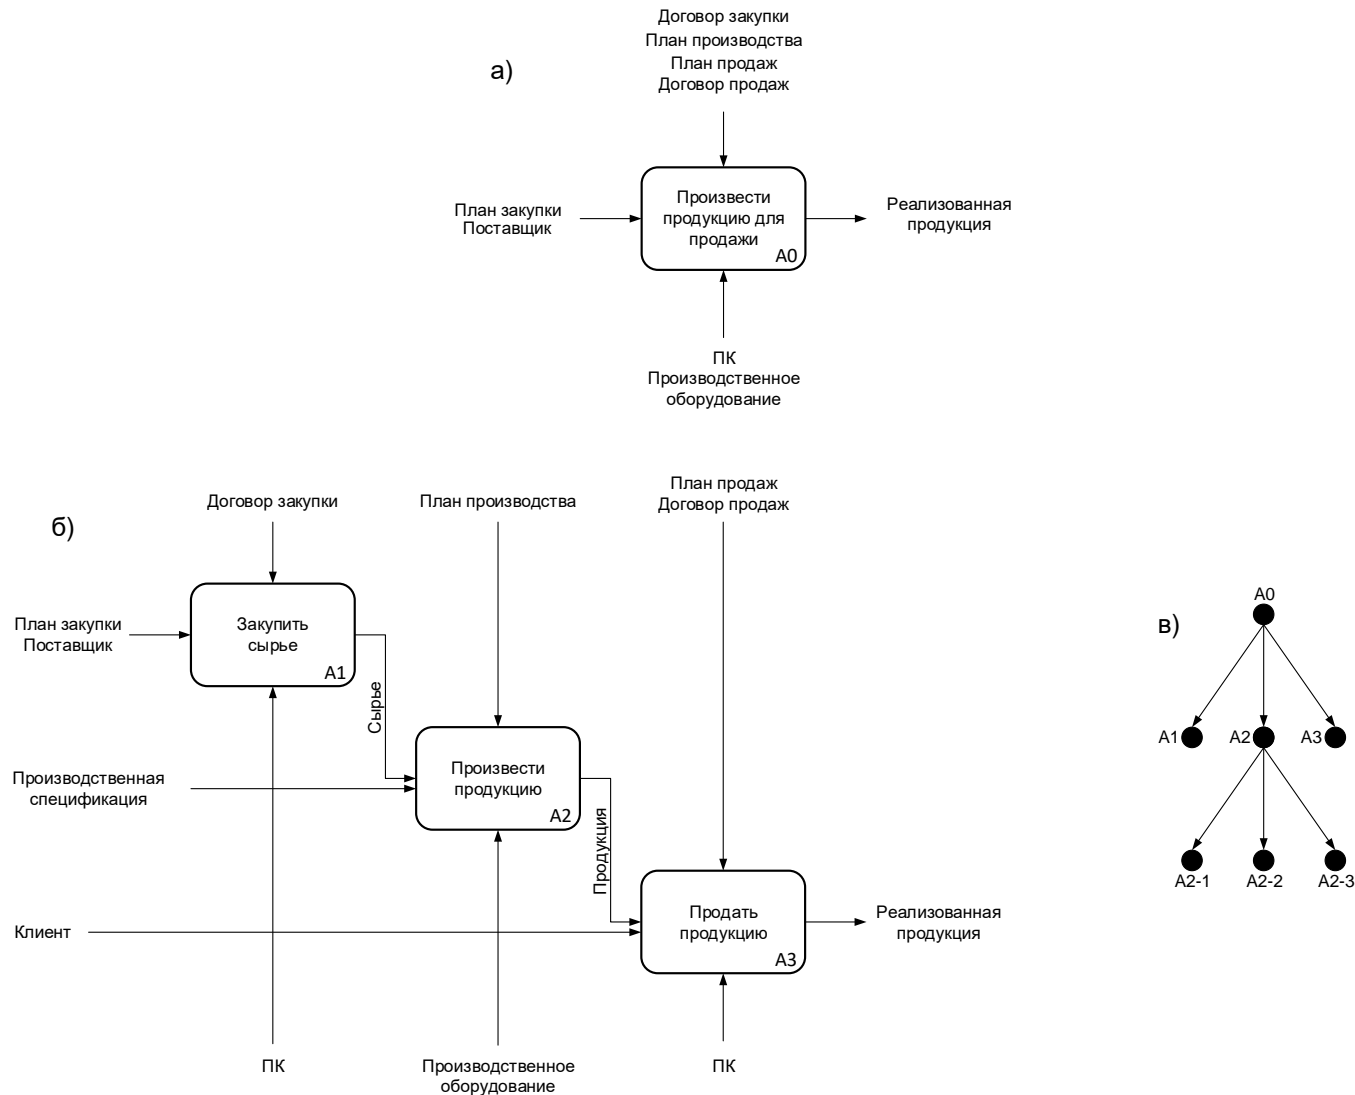 Договор закупки
План производства
План продаж
Договор продаж
а)
План закупки
Поставщик
Произвести
продукцию для
продажи
А0
Реализованная
продукция
ПК
Производственное
оборудование
б)
Договор закупки
План производства
План продаж
Договор продаж
План закупки
Поставщик
Закупить
сырье
А1
Сырье
Производственная
спецификация
Произвести
продукцию
А2
Продукция
Клиент
Продать
продукцию
А3
Реализованная
продукция
ПК
Производственное
оборудование
ПК
в)
А0
А1
А2
А3
А2-1
А2-2
А2-3